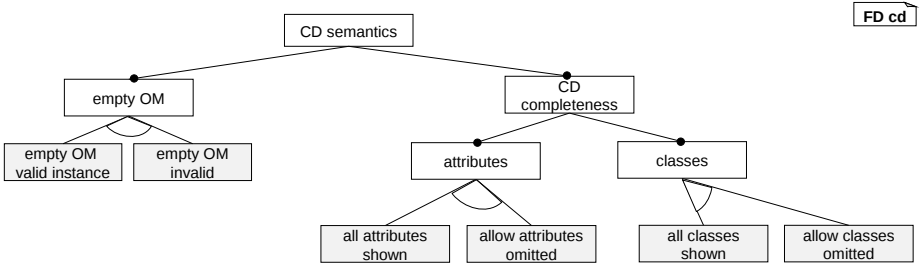 FD cd
CD semantics
empty OM
CD
completeness
empty OM
valid instance
empty OM
invalid
attributes
classes
all attributes
shown
allow attributes
omitted
all classes
shown
allow classes
omitted